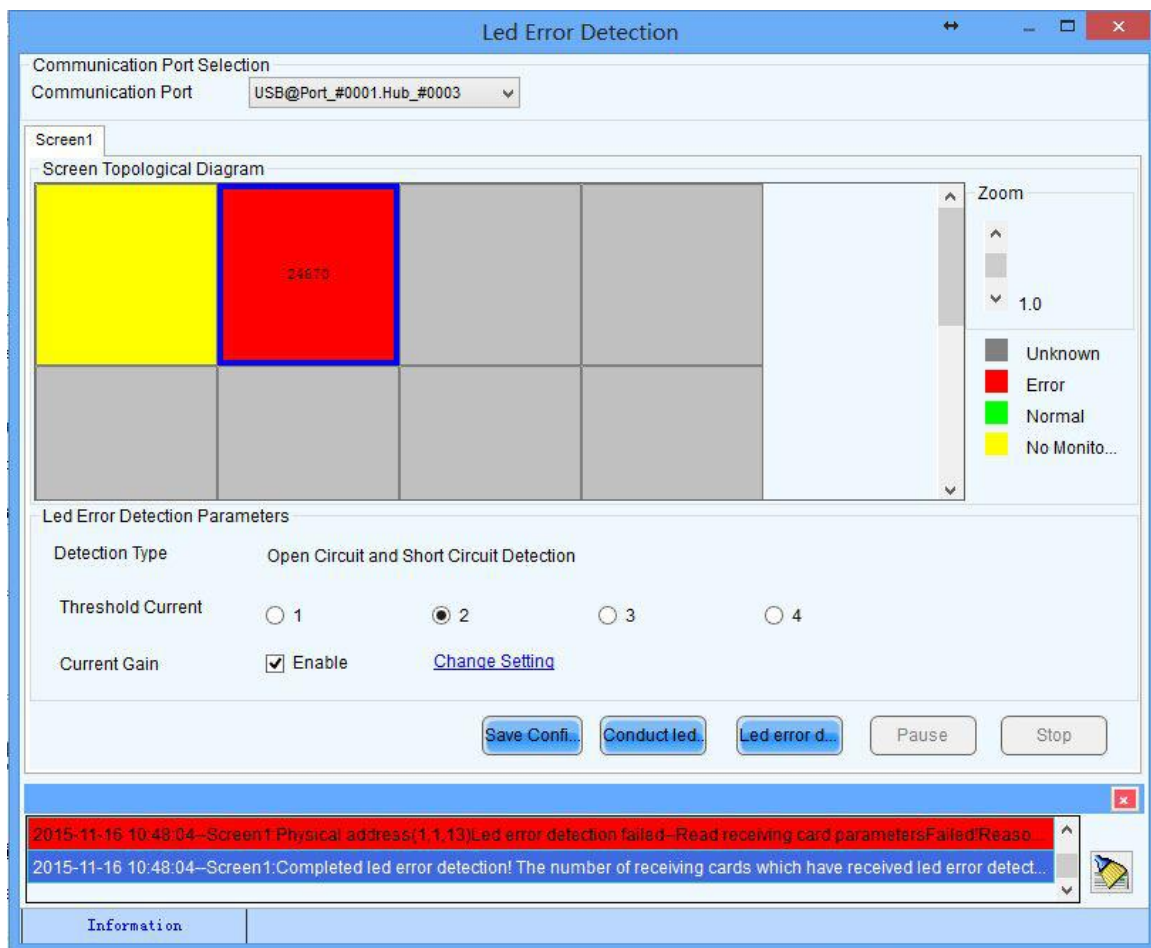 Led Error Detection
Communication Port Selection
Communication Port USB@Port_#0001.Hub_#0003
Screen1
Screen Topological Diagram
Zoom
24670
1.0
Unknown
Error
Normal
No Monito...
Led Error Detection Parameters
Detection Type Open Circuit and Short Circuit Detection
Threshold Current 1 2 3 4
Current Gain Enable Change Setting
Save Confi... Conduct led.. Led error d... Pause Stop
2015-11-16 10:48:04--Screen1:Physical address(1,1,13)Led error detection failed--Read receiving card parametersFailed!Reaso...
2015-11-16 10:48:04--Screen1:Completed led error detection! The number of receiving cards which have received led error detect...
Information